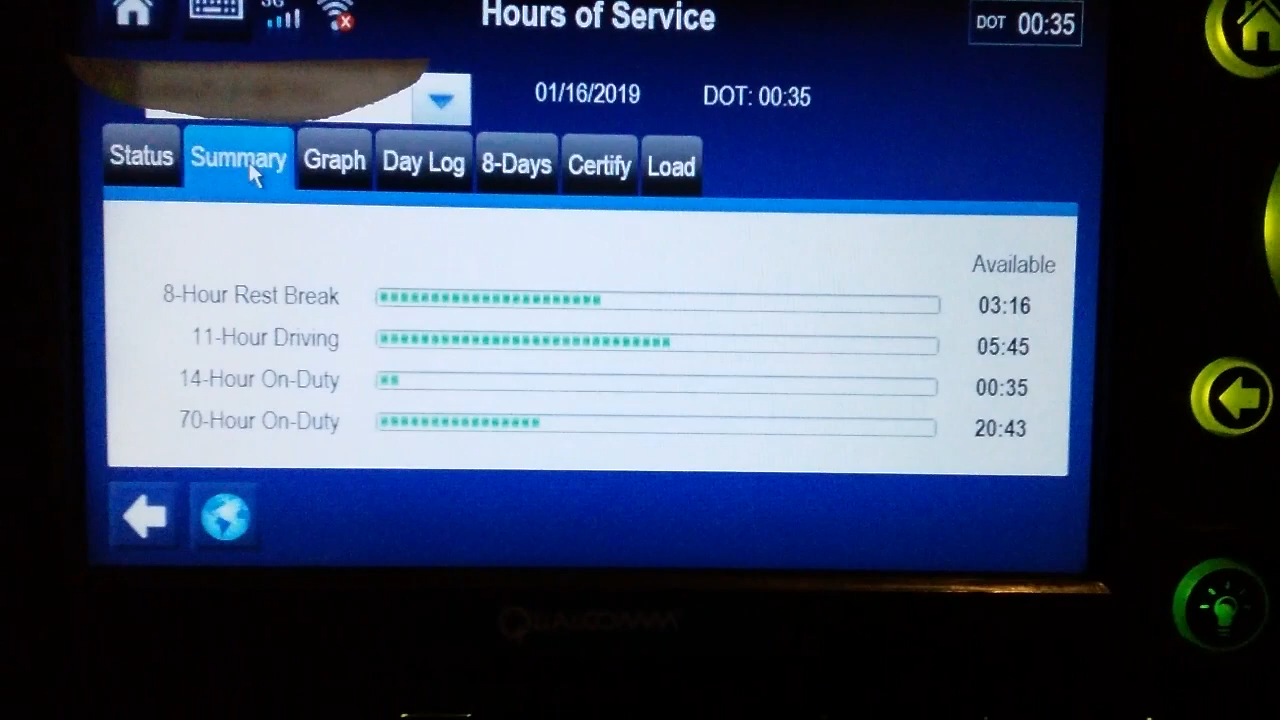 3G
Hours of Service
DOT 00:35
01/16/2019 DOT: 00:35
Status Summary Graph Day Log 8-Days Certify Load
Available
8-Hour Rest Break 03:16
11-Hour Driving 05:45
14-Hour On-Duty 00:35
70-Hour On-Duty 20:43
QUALCOMM